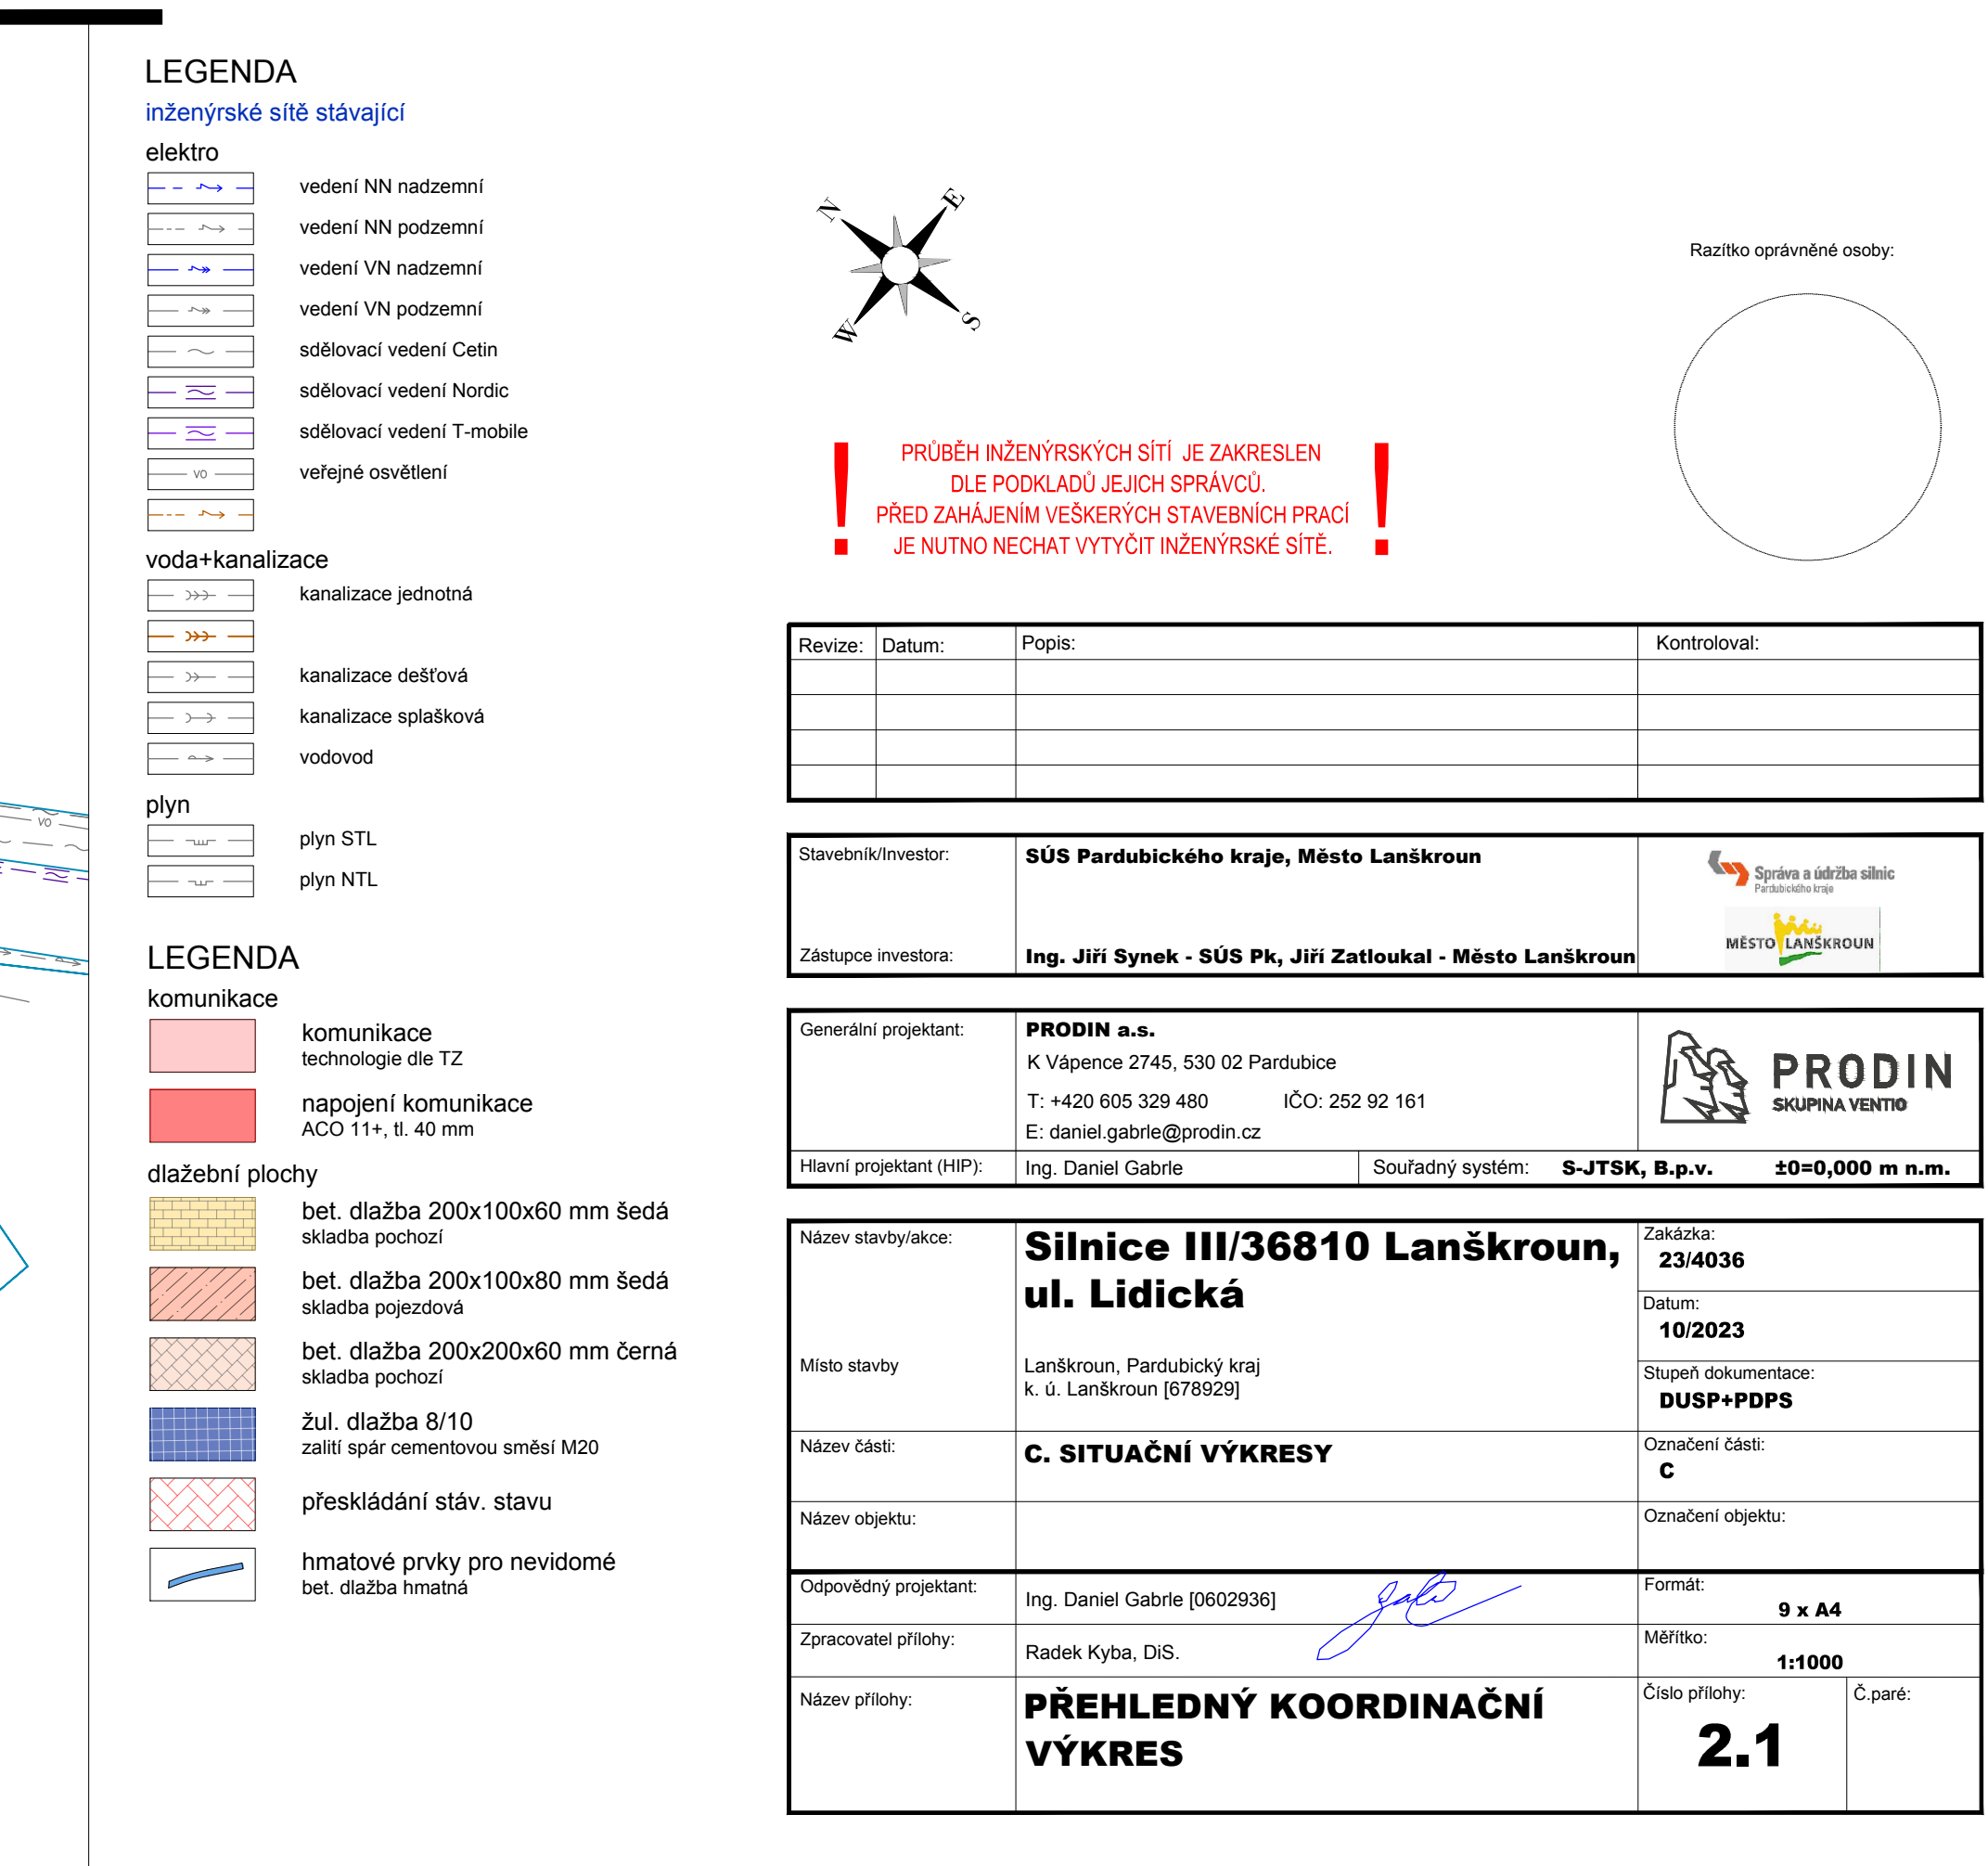 LEGENDA
inženýrské sítě stávající
elektro
vedení NN nadzemní
vedení NN podzemní
vedení VN nadzemní
vedení VN podzemní
sdělovací vedení Cetin
sdělovací vedení Nordic
sdělovací vedení T-mobile
VO veřejné osvětlení
voda+kanalizace
kanalizace jednotná
kanalizace dešťová
kanalizace splašková
vodovod
plyn
plyn STL
plyn NTL
VO
LEGENDA
komunikace
komunikace
technologie dle TZ
napojení komunikace
ACO 11+, tl. 40 mm
dlažební plochy
bet. dlažba 200x100x60 mm šedá
skladba pochozí
bet. dlažba 200x100x80 mm šedá
skladba pojezdová
bet. dlažba 200x200x60 mm černá
skladba pochozí
žul. dlažba 8/10
zalití spár cementovou směsí M20
přeskládání stáv. stavu
hmatové prvky pro nevidomé
bet. dlažba hmatná
N
E
W
S
Razítko oprávněné osoby:
! PRŮBĚH INŽENÝRSKÝCH SÍTÍ JE ZAKRESLEN !
DLE PODKLADŮ JEJICH SPRÁVCŮ.
PŘED ZAHÁJENÍM VEŠKERÝCH STAVEBNÍCH PRACÍ
JE NUTNO NECHAT VYTYČIT INŽENÝRSKÉ SÍTĚ.
Revize: Datum: Popis: Kontroloval:
Stavebník/Investor: SÚS Pardubického kraje, Město Lanškroun
Správa a údržba silnic
Pardubického kraje
MĚSTO LANŠKROUN
Zástupce investora: Ing. Jiří Synek - SÚS Pk, Jiří Zatloukal - Město Lanškroun
Generální projektant: PRODIN a.s.
K Vápence 2745, 530 02 Pardubice
T: +420 605 329 480 IČO: 252 92 161
E: daniel.gabrle@prodin.cz
PRODIN
SKUPINA VENTIO
Hlavní projektant (HIP): Ing. Daniel Gabrle Souřadný systém: S-JTSK, B.p.v. ±0=0,000 m n.m.
Název stavby/akce: Silnice III/36810 Lanškroun,
ul. Lidická
Zakázka:
23/4036
Datum:
10/2023
Místo stavby Lanškroun, Pardubický kraj
k. ú. Lanškroun [678929]
Stupeň dokumentace:
DUSP+PDPS
Název části: C. SITUAČNÍ VÝKRESY
Označení části:
C
Název objektu:
Označení objektu:
Odpovědný projektant: Ing. Daniel Gabrle [0602936]
Formát:
9 x A4
Zpracovatel přílohy: Radek Kyba, DiS.
Měřítko:
1:1000
Název přílohy: PŘEHLEDNÝ KOORDINAČNÍ
VÝKRES
Číslo přílohy:
2.1
Č.paré: